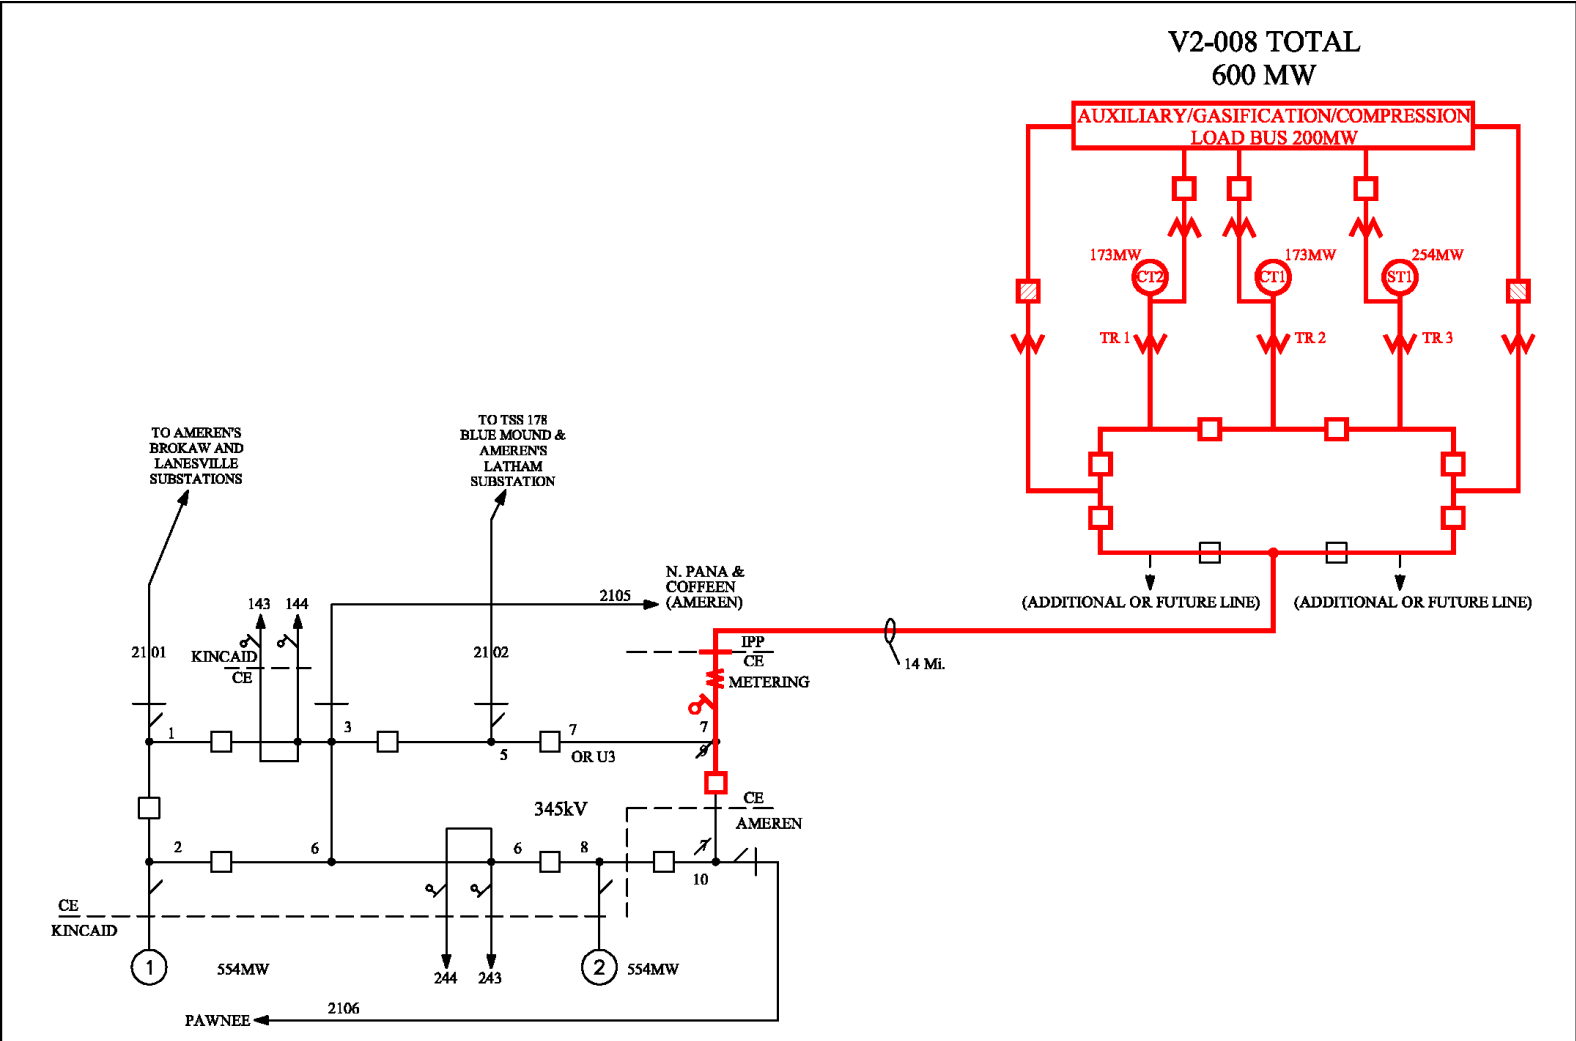 V2-008 TOTAL
600 MW
AUXILIARY/GASIFICATION/COMPRESSION
LOAD BUS 200MW
173MW
CT2
173MW
CT1
254MW
ST1
TR 1
TR 2
TR 3
(ADDITIONAL OR FUTURE LINE)
(ADDITIONAL OR FUTURE LINE)
TO AMEREN'S
BROKAW AND
LANESVILLE
SUBSTATIONS
TO TSS 178
BLUE MOUND &
AMEREN'S
LATHAM
SUBSTATION
N. PANA &
COFFEEN
(AMEREN)
2105
143
144
2101
KINCAID
CE
2102
IPP
CE
METERING
14 Mi.
1
3
5
7
OR U3
7
9
345kV
CE
AMEREN
2
6
6
8
7
10
CE
KINCAID
1
554MW
244
243
2
554MW
2106
PAWNEE